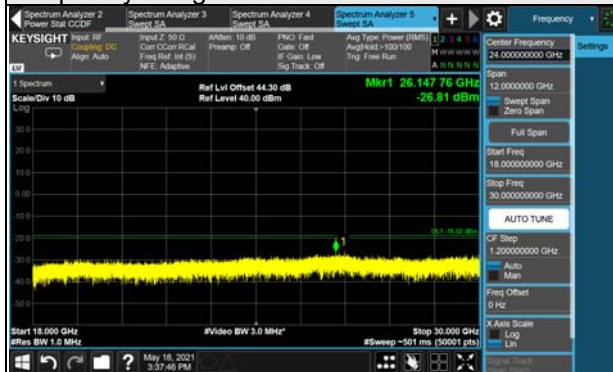 Spectrum Analyzer 2
Power Stat CCDF
Spectrum Analyzer 3
Swept SA
Spectrum Analyzer 4
Swept SA
Spectrum Analyzer 5
Swept SA
Frequency
KEYSIGHT
Input: RF
Coupling: DC
Align: Auto
Input Z: 50 Ω
Corr CCorr RCal
Freq Ref: Int (S)
NFE: Adaptive
#Atten: 10 dB
Preamp: Off
PNO: Fast
Gate: Off
IF Gain: Low
Sig Track: Off
Avg Type: Power (RMS)
Avg|Hold:>100/100
Trig: Free Run
1 2 3 4 5 6
M W W W W W
A N N N N N
Center Frequency
24.000000000 GHz
Settings
Span
12.0000000 GHz
Swept Span
Zero Span
Full Span
Start Freq
18.000000000 GHz
Stop Freq
30.000000000 GHz
AUTO TUNE
CF Step
1.200000000 GHz
Auto
Man
Freq Offset
0 Hz
X Axis Scale
Log
Lin
Signal Track
1 Spectrum
Scale/Div 10 dB
Log
Ref Lvl Offset 44.30 dB
Ref Level 40.00 dBm
Mkr1 26.147 76 GHz
-26.81 dBm
30.0
20.0
10.0
0.00
-10.0
-20.0
-30.0
-40.0
-50.0
1
Start 18.000 GHz
#Res BW 1.0 MHz
#Video BW 3.0 MHz*
Stop 30.000 GHz
#Sweep ~501 ms (50001 pts)
May 18, 2021
3:37:46 PM